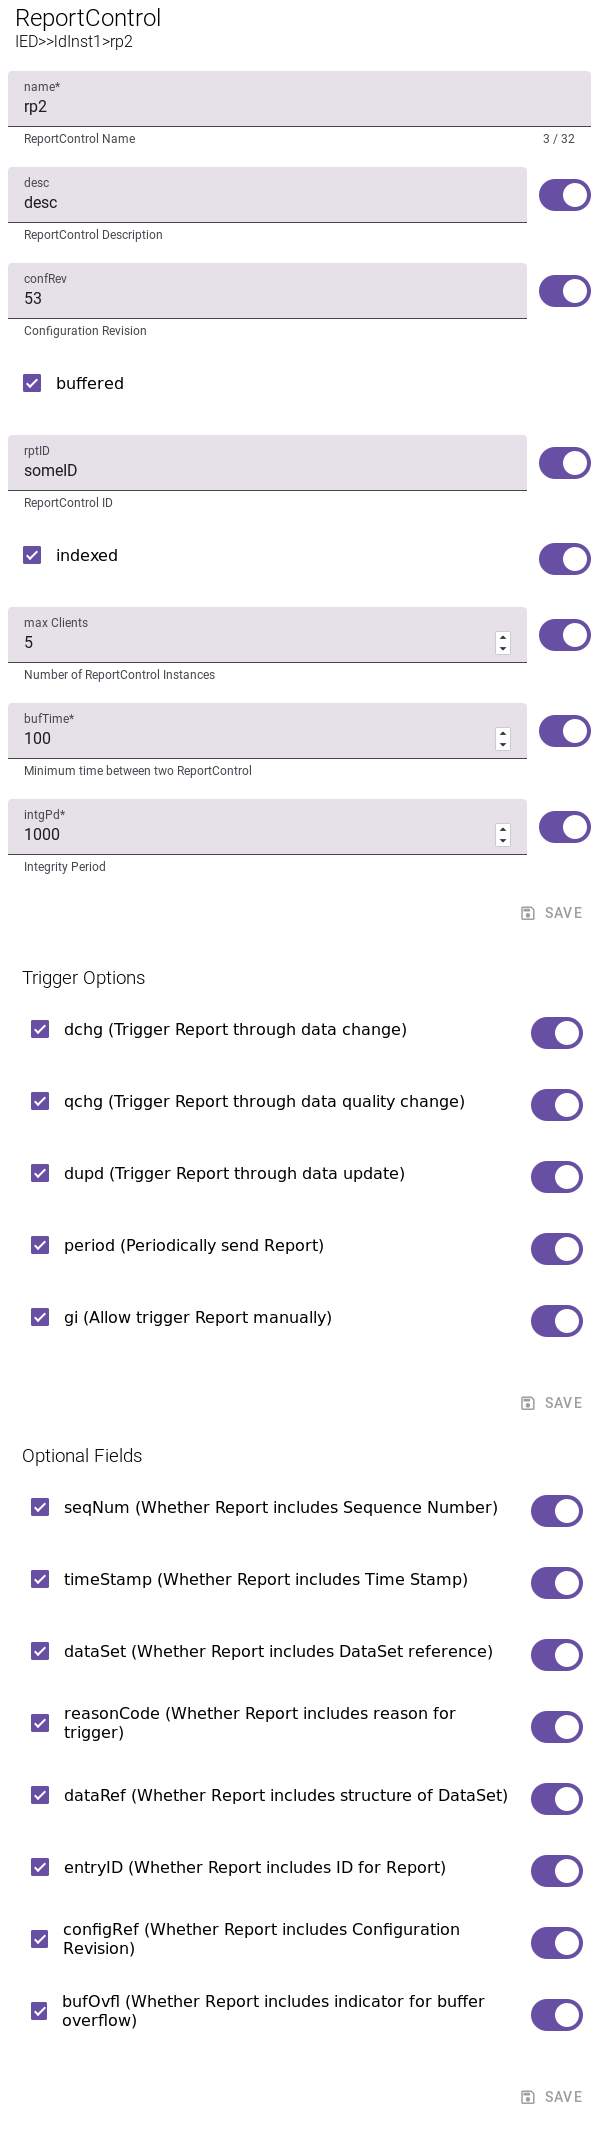 ReportControl
IED>>ldInst1>rp2
name*
rp2
ReportControl Name
3 / 32
desc
desc
ReportControl Description
confRev
53
Configuration Revision
buffered
rptID
someID
ReportControl ID
indexed
max Clients
5
Number of ReportControl Instances
bufTime*
100
Minimum time between two ReportControl
intgPd*
1000
Integrity Period
SAVE
Trigger Options
dchg (Trigger Report through data change)
qchg (Trigger Report through data quality change)
dupd (Trigger Report through data update)
period (Periodically send Report)
gi (Allow trigger Report manually)
SAVE
Optional Fields
seqNum (Whether Report includes Sequence Number)
timeStamp (Whether Report includes Time Stamp)
dataSet (Whether Report includes DataSet reference)
reasonCode (Whether Report includes reason for
trigger)
dataRef (Whether Report includes structure of DataSet)
entryID (Whether Report includes ID for Report)
configRef (Whether Report includes Configuration
Revision)
bufOvfl (Whether Report includes indicator for buffer
overflow)
SAVE